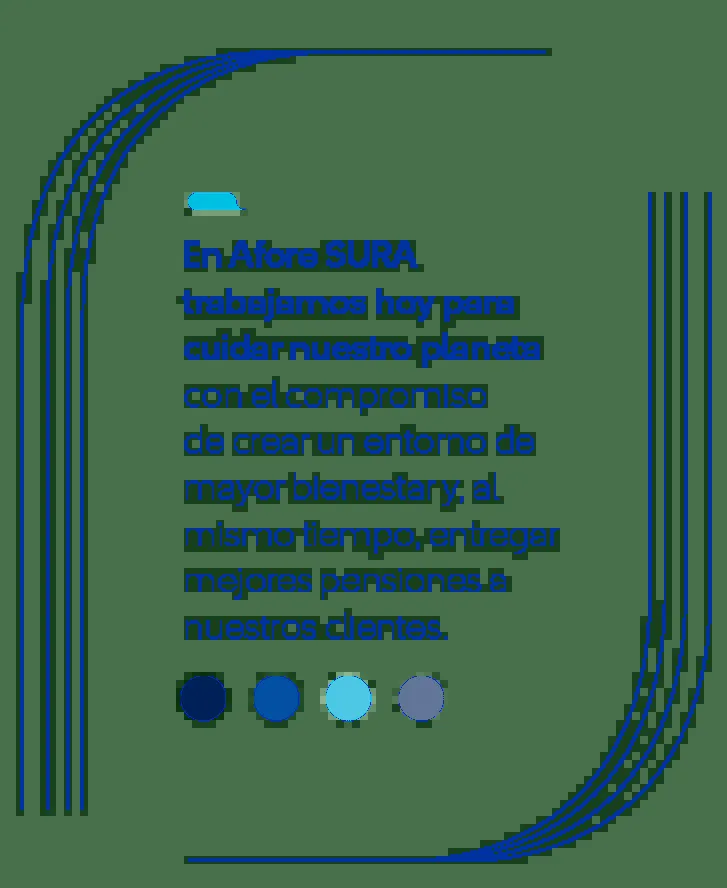 En Afore SURA
trabajamos hoy para
cuidar nuestro planeta
con el compromiso
de crear un entorno de
mayor bienestar y, al
mismo tiempo, entregar
mejores pensiones a
nuestros clientes.